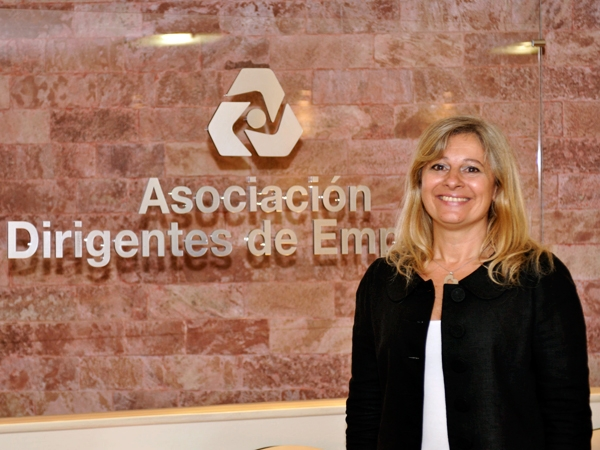 Asociación
Dirigentes de Emp